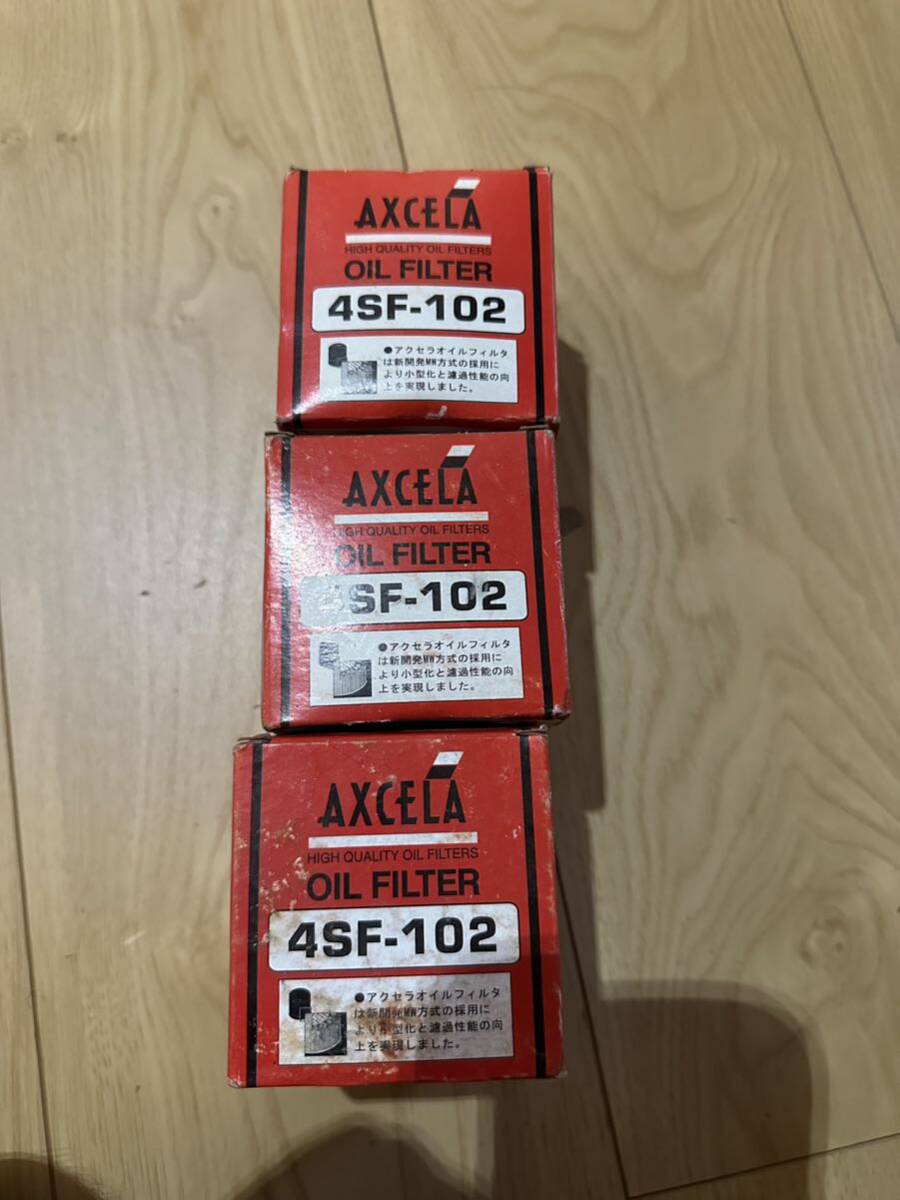 AXCELA
HIGH QUALITY OIL FILTERS
OIL FILTER
4SF-102
●アクセラオイルフィルタ
は新開発MW方式の採用に
より小型化と濾過性能の向
上を実現しました。
AXCELA
HIGH QUALITY OIL FILTERS
OIL FILTER
4SF-102
●アクセラオイルフィルタ
は新開発MW方式の採用に
より小型化と濾過性能の向
上を実現しました。
AXCELA
HIGH QUALITY OIL FILTERS
OIL FILTER
4SF-102
●アクセラオイルフィルタ
は新開発MW方式の採用に
より小型化と濾過性能の向
上を実現しました。